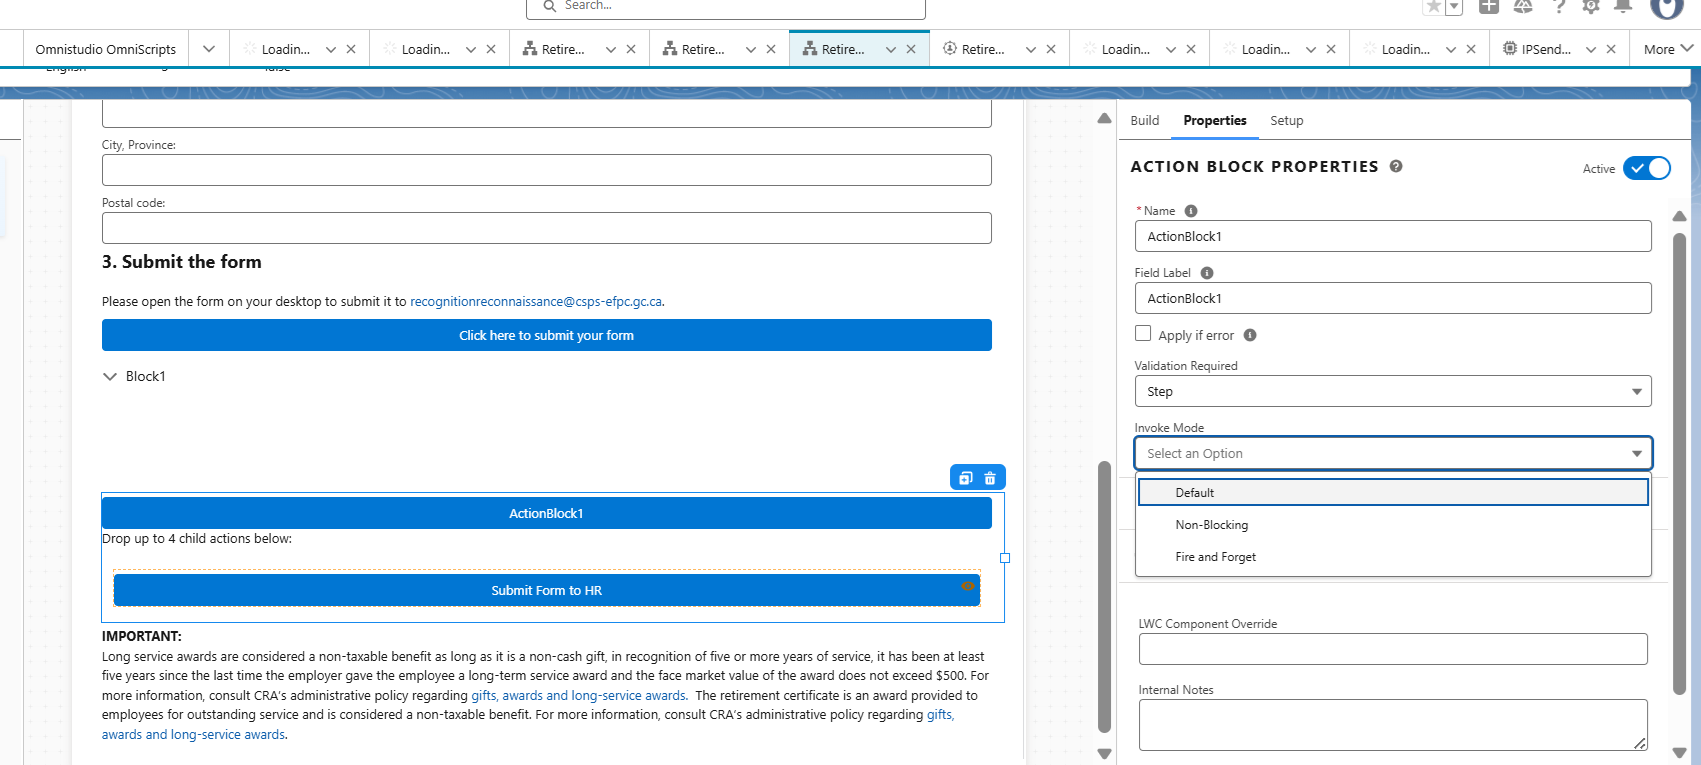 Search...
Omnistudio OmniScripts
Loadin...
Loadin...
Retire...
Retire...
Retire...
Retire...
Loadin...
Loadin...
Loadin...
IPSend...
More
City, Province:
Postal code:
3. Submit the form
Please open the form on your desktop to submit it to recognitionreconnaissance@csps-efpc.gc.ca.
Click here to submit your form
Block1
ActionBlock1
Drop up to 4 child actions below:
Submit Form to HR
IMPORTANT:
Long service awards are considered a non-taxable benefit as long as it is a non-cash gift, in recognition of five or more years of service, it has been at least
five years since the last time the employer gave the employee a long-term service award and the face market value of the award does not exceed $500. For
more information, consult CRA's administrative policy regarding gifts, awards and long-service awards. The retirement certificate is an award provided to
employees for outstanding service and is considered a non-taxable benefit. For more information, consult CRA's administrative policy regarding gifts,
awards and long-service awards.
Build
Properties
Setup
ACTION BLOCK PROPERTIES
Active
* Name
ActionBlock1
Field Label
ActionBlock1
Apply if error
Validation Required
Step
Invoke Mode
Select an Option
Default
Non-Blocking
Fire and Forget
LWC Component Override
Internal Notes